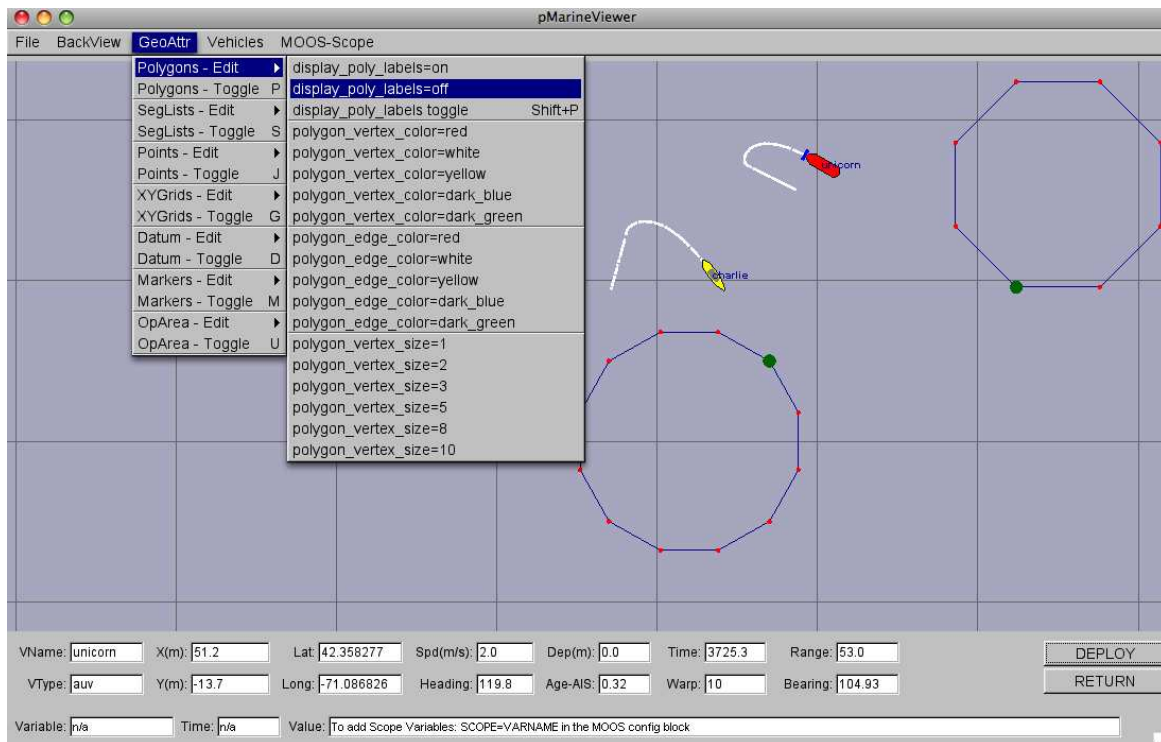 pMarineViewer
File BackView GeoAttr Vehicles MOOS-Scope
Polygons - Edit
Polygons - Toggle P
SegLists - Edit
SegLists - Toggle S
Points - Edit
Points - Toggle J
XYGrids - Edit
XYGrids - Toggle G
Datum - Edit
Datum - Toggle D
Markers - Edit
Markers - Toggle M
OpArea - Edit
OpArea - Toggle U
display_poly_labels=on
display_poly_labels=off
display_poly_labels toggle Shift+P
polygon_vertex_color=red
polygon_vertex_color=white
polygon_vertex_color=yellow
polygon_vertex_color=dark_blue
polygon_vertex_color=dark_green
polygon_edge_color=red
polygon_edge_color=white
polygon_edge_color=yellow
polygon_edge_color=dark_blue
polygon_edge_color=dark_green
polygon_vertex_size=1
polygon_vertex_size=2
polygon_vertex_size=3
polygon_vertex_size=5
polygon_vertex_size=8
polygon_vertex_size=10
unicorn
charlie
VName: unicorn X(m): 51.2 Lat: 42.358277 Spd(m/s): 2.0 Dep(m): 0.0 Time: 3725.3 Range: 53.0 DEPLOY
VType: auv Y(m): -13.7 Long: -71.086826 Heading: 119.8 Age-AIS: 0.32 Warp: 10 Bearing: 104.93 RETURN
Variable: n/a Time: n/a Value: To add Scope Variables: SCOPE=VARNAME in the MOOS config block